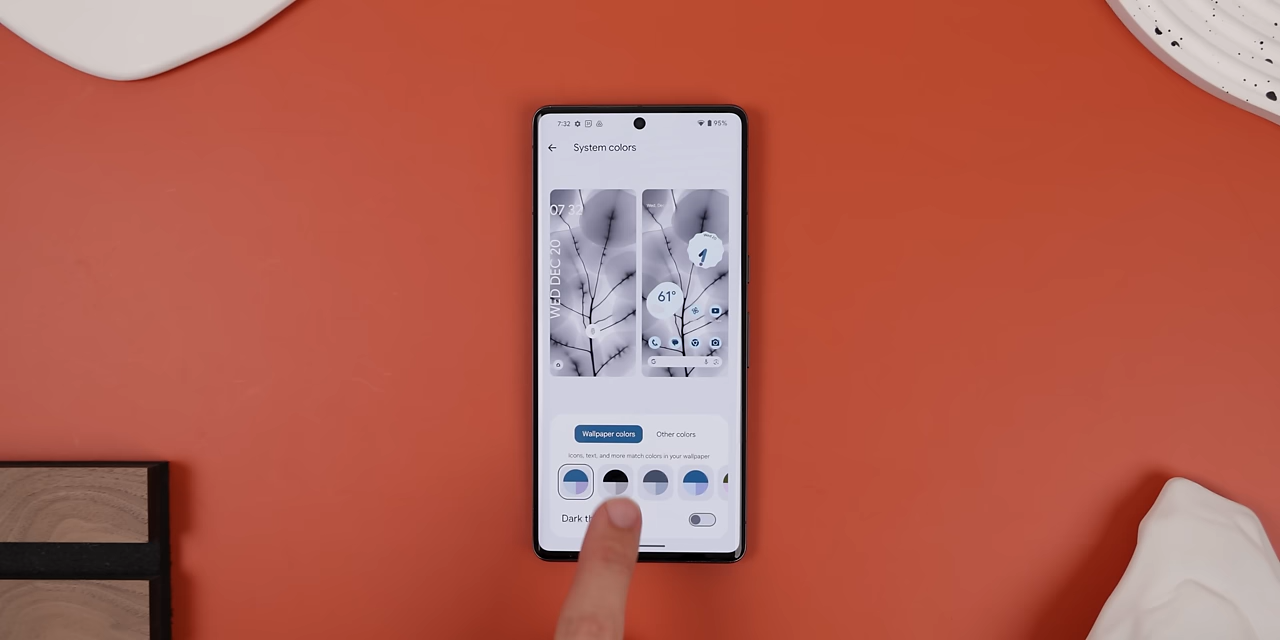 7:32
95%
System colors
07 32
WED DEC 20
61°
Wallpaper colors
Other colors
Icons, text, and more match colors in your wallpaper
Dark